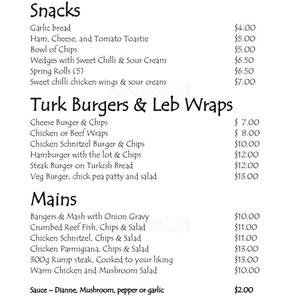 Snacks
Garlic bread $4.00
Ham, Cheese, and Tomato Toastie $5.00
Bowl of Chips $5.00
Wedges with Sweet Chilli & Sour Cream $6.50
Spring Rolls (5) $6.50
Sweet chilli chicken wings & sour cream $7.00
Turk Burgers & Leb Wraps
Cheese Burger & Chips $ 7.00
Chicken or Beef Wraps $ 8.00
Chicken Schnitzel Burger & Chips $10.00
Hamburger with the lot & Chips $12.00
Steak Burger on Turkish Bread $12.00
Veg Burger, chick pea patty and salad $13.00
Mains
Bangers & Mash with Onion Gravy $10.00
Crumbed Reef Fish, Chips & Salad $11.00
Chicken Schnitzel, Chips & Salad $11.00
Chicken Parmigiana, Chips & Salad $13.00
300g Rump steak, Cooked to your liking $13.00
Warm Chicken and Mushroom Salad $10.00
Sauce – Dianne, Mushroom, pepper or garlic $2.00